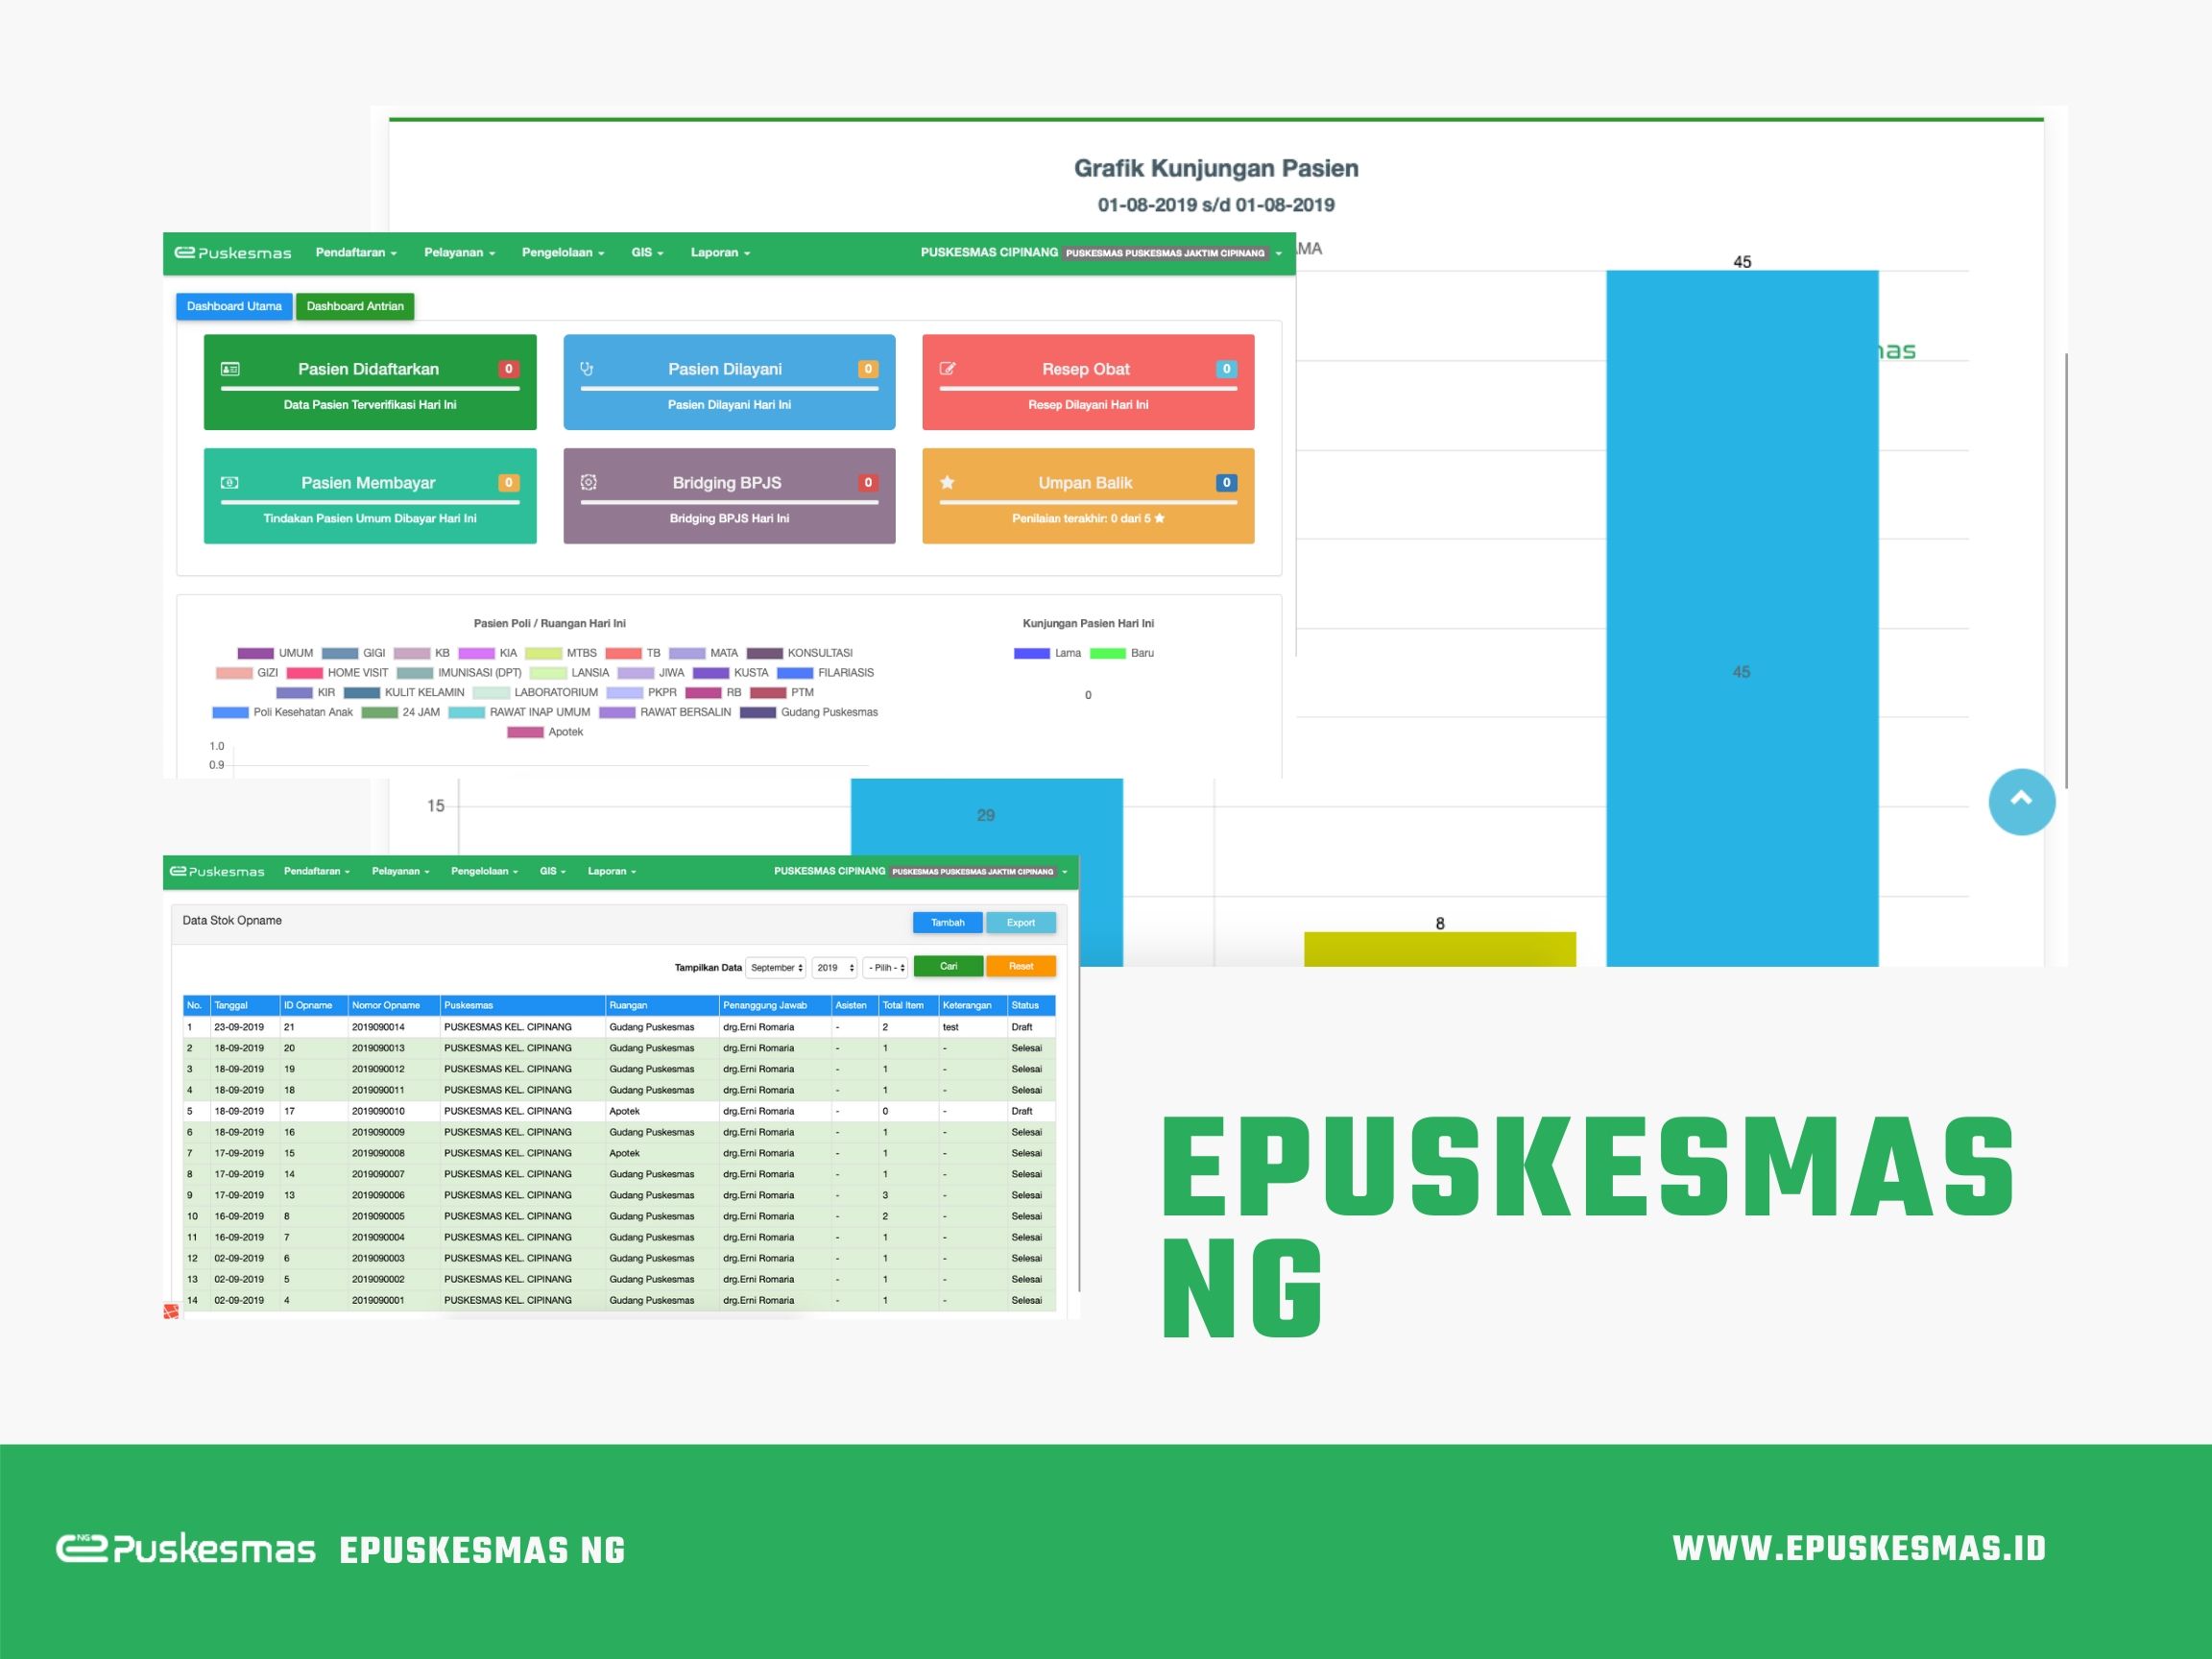 Grafik Kunjungan Pasien
01-08-2019 s/d 01-08-2019
MA
45
45
mas
15
29
8
Puskesmas Pendaftaran Pelayanan Pengelolaan GIS Laporan PUSKESMAS CIPINANG PUSKESMAS PUSKESMAS JAKTIM CIPINANG
Dashboard Utama Dashboard Antrian
Pasien Didaftarkan 0
Data Pasien Terverifikasi Hari Ini
Pasien Dilayani 0
Pasien Dilayani Hari Ini
Resep Obat 0
Resep Dilayani Hari Ini
Pasien Membayar 0
Tindakan Pasien Umum Dibayar Hari Ini
Bridging BPJS 0
Bridging BPJS Hari Ini
Umpan Balik 0
Penilaian terakhir: 0 dari 5 ★
Pasien Poli / Ruangan Hari Ini
UMUM GIGI KB KIA MTBS TB MATA KONSULTASI
GIZI HOME VISIT IMUNISASI (DPT) LANSIA JIWA KUSTA FILARIASIS
KIR KULIT KELAMIN LABORATORIUM PKPR RB PTM
Poli Kesehatan Anak 24 JAM RAWAT INAP UMUM RAWAT BERSALIN Gudang Puskesmas
Apotek
1.0
0.9
Kunjungan Pasien Hari Ini
Lama Baru
0
Puskesmas Pendaftaran Pelayanan Pengelolaan GIS Laporan PUSKESMAS CIPINANG PUSKESMAS PUSKESMAS JAKTIM CIPINANG
Data Stok Opname Tambah Export
Tampilkan Data September 2019 - Pilih - Cari Reset
No. Tanggal ID Opname Nomor Opname Puskesmas Ruangan Penanggung Jawab Asisten Total Item Keterangan Status
1 23-09-2019 21 2019090014 PUSKESMAS KEL. CIPINANG Gudang Puskesmas drg.Erni Romaria - 2 test Draft
2 18-09-2019 20 2019090013 PUSKESMAS KEL. CIPINANG Gudang Puskesmas drg.Erni Romaria - 1 - Selesai
3 18-09-2019 19 2019090012 PUSKESMAS KEL. CIPINANG Gudang Puskesmas drg.Erni Romaria - 1 - Selesai
4 18-09-2019 18 2019090011 PUSKESMAS KEL. CIPINANG Gudang Puskesmas drg.Erni Romaria - 1 - Selesai
5 18-09-2019 17 2019090010 PUSKESMAS KEL. CIPINANG Apotek drg.Erni Romaria - 0 - Draft
6 18-09-2019 16 2019090009 PUSKESMAS KEL. CIPINANG Gudang Puskesmas drg.Erni Romaria - 1 - Selesai
7 17-09-2019 15 2019090008 PUSKESMAS KEL. CIPINANG Apotek drg.Erni Romaria - 1 - Selesai
8 17-09-2019 14 2019090007 PUSKESMAS KEL. CIPINANG Gudang Puskesmas drg.Erni Romaria - 1 - Selesai
9 17-09-2019 13 2019090006 PUSKESMAS KEL. CIPINANG Gudang Puskesmas drg.Erni Romaria - 3 - Selesai
10 16-09-2019 8 2019090005 PUSKESMAS KEL. CIPINANG Gudang Puskesmas drg.Erni Romaria - 2 - Selesai
11 16-09-2019 7 2019090004 PUSKESMAS KEL. CIPINANG Gudang Puskesmas drg.Erni Romaria - 1 - Selesai
12 02-09-2019 6 2019090003 PUSKESMAS KEL. CIPINANG Gudang Puskesmas drg.Erni Romaria - 1 - Selesai
13 02-09-2019 5 2019090002 PUSKESMAS KEL. CIPINANG Gudang Puskesmas drg.Erni Romaria - 1 - Selesai
14 02-09-2019 4 2019090001 PUSKESMAS KEL. CIPINANG Gudang Puskesmas drg.Erni Romaria - 1 - Selesai
EPUSKESMAS
NG
NG
ePuskesmas EPUSKESMAS NG
WWW.EPUSKESMAS.ID